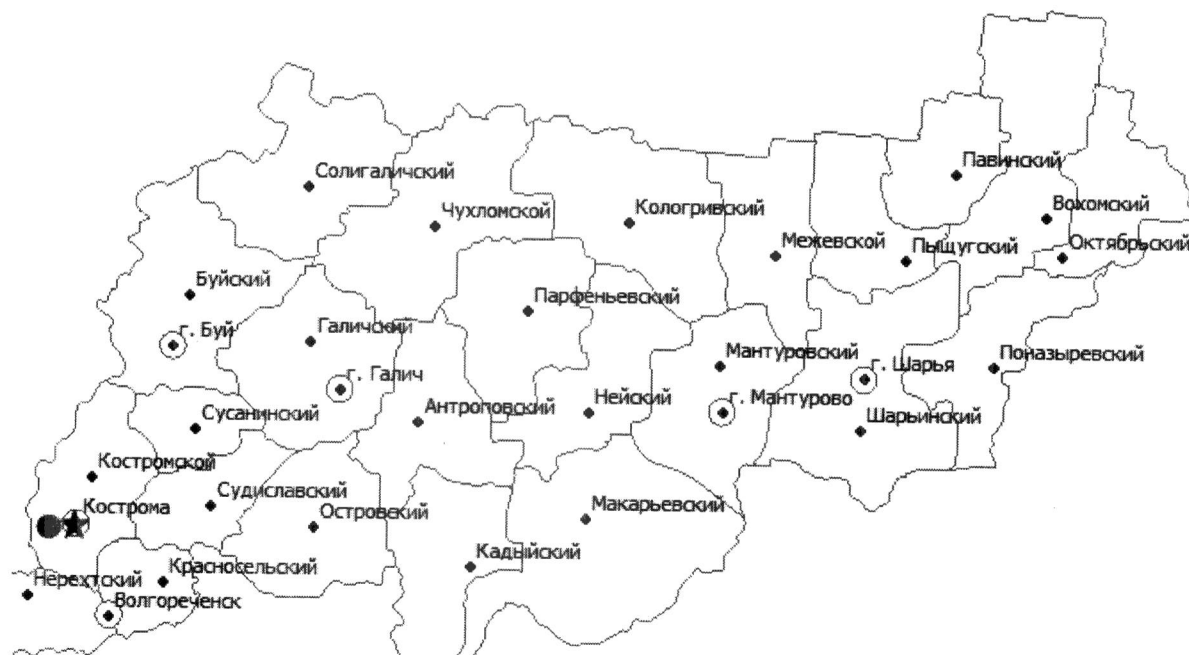 Павинский
Солигаличский
Чухломской
Кологривский
Вохомский
Межевской
Пыщугский
Октябрьский
Буйский
Парфеньевский
г. Буй
Галичский
Мантуровский
Поназыревский
г. Шарья
г. Галич
Сусанинский
Антроповский
Нейский
г. Мантурово
Шарьинский
Костромской
Судиславский
Кострома
Островский
Макарьевский
Кадыйский
Нерехтский
Красносельский
Волгореченск